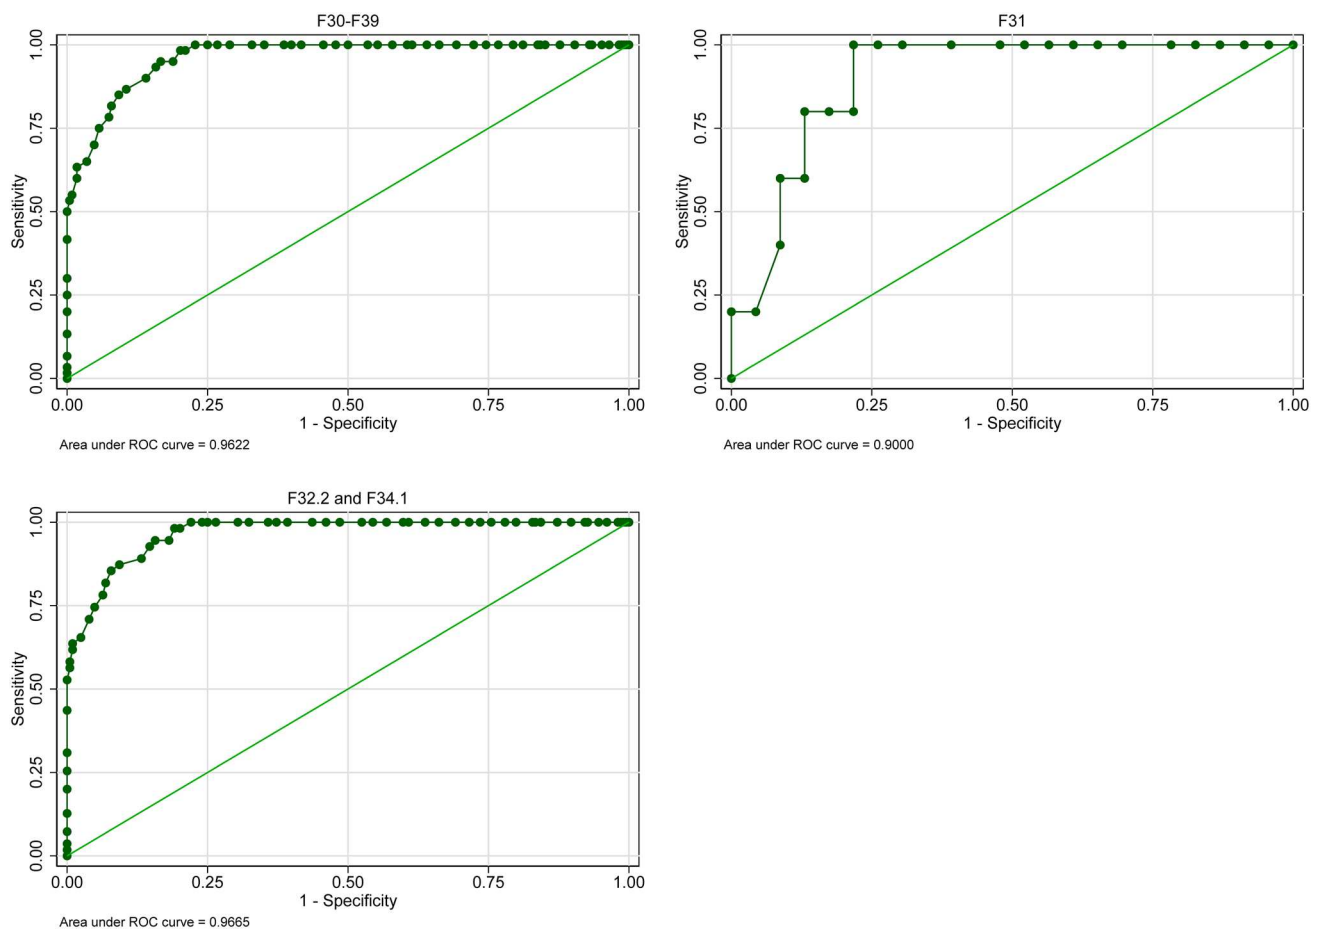 F30-F39
Sensitivity
1.00
0.75
0.50
0.25
0.00
0.00 0.25 0.50 0.75 1.00
1 - Specificity
Area under ROC curve = 0.9622
F31
Sensitivity
1.00
0.75
0.50
0.25
0.00
0.00 0.25 0.50 0.75 1.00
1 - Specificity
Area under ROC curve = 0.9000
F32.2 and F34.1
Sensitivity
1.00
0.75
0.50
0.25
0.00
0.00 0.25 0.50 0.75 1.00
1 - Specificity
Area under ROC curve = 0.9665